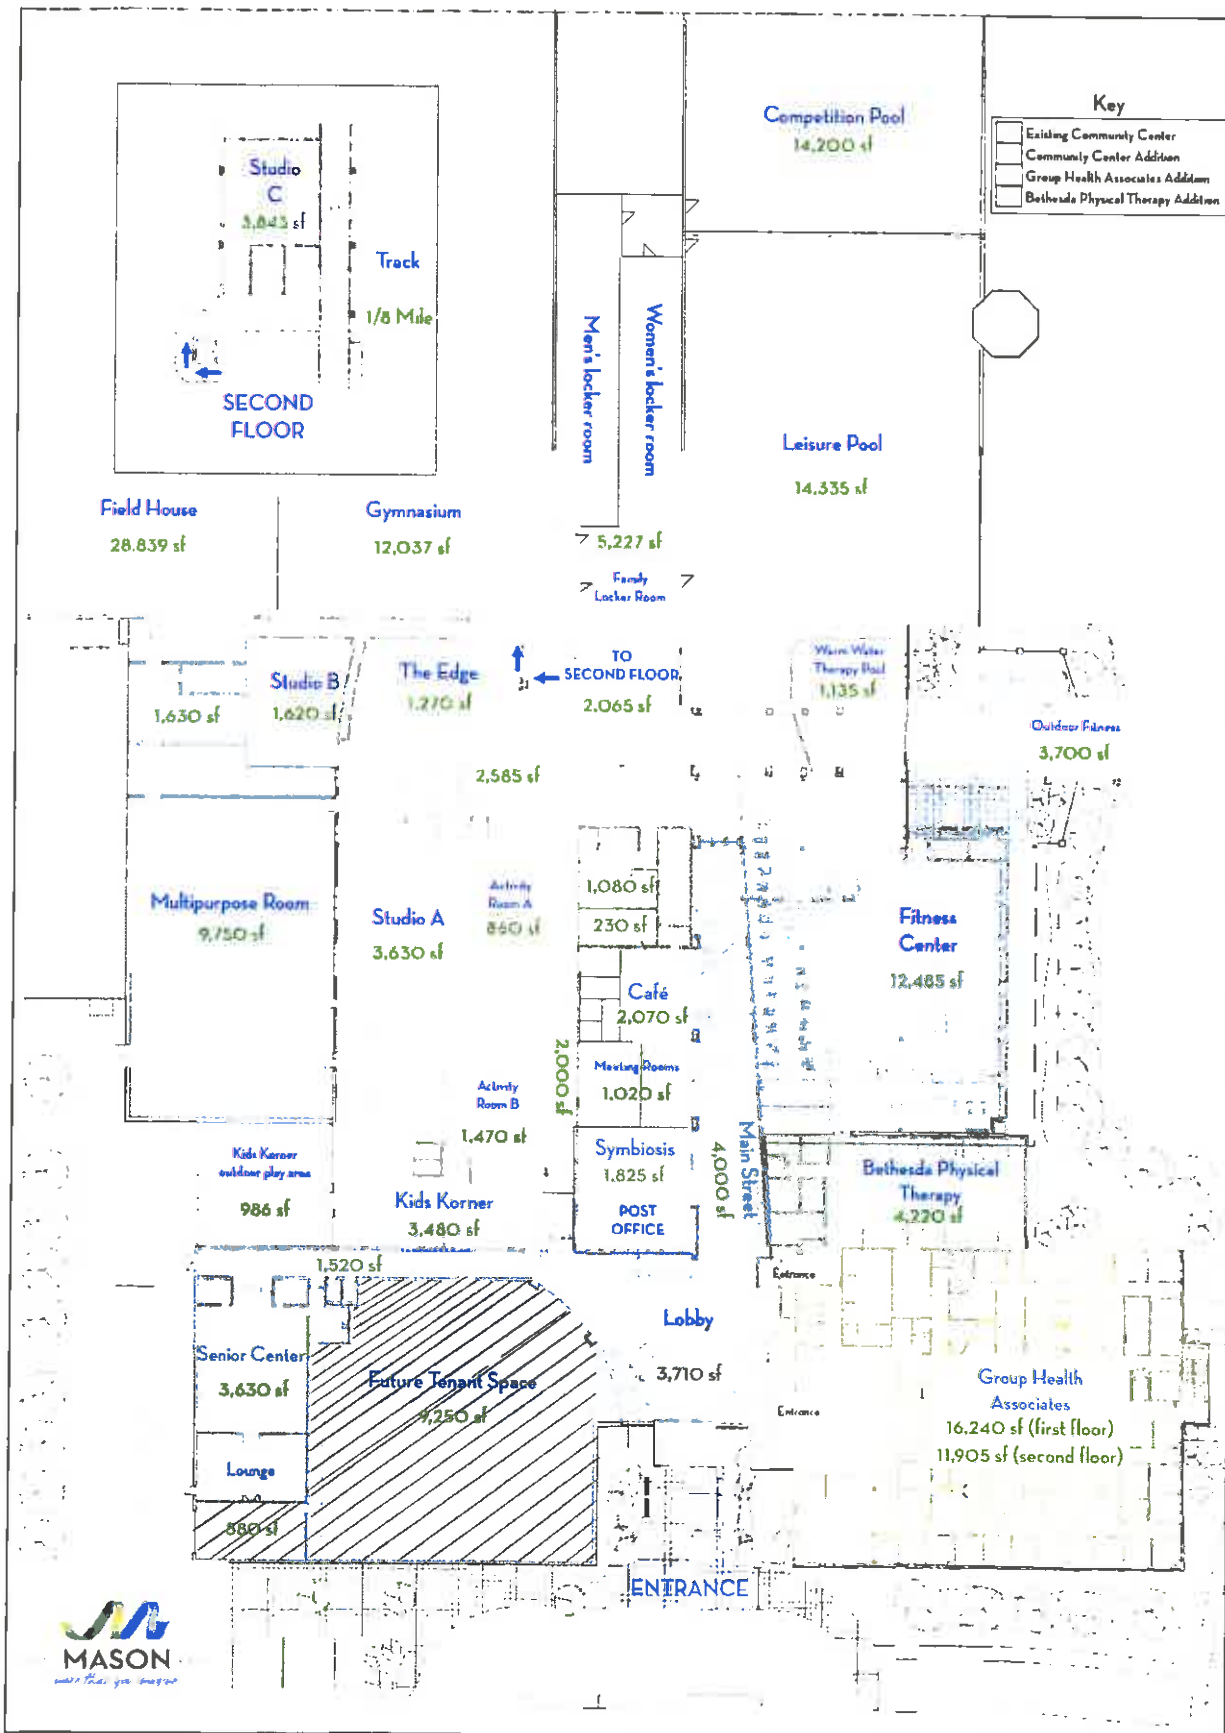 Competition Pool
14,200 sf
Key
Existing Community Center
Community Center Addition
Group Health Associates Addition
Bethesda Physical Therapy Addition
Studio
C
3,843 sf
Track
1/8 Mile
SECOND
FLOOR
Men's locker room
Women's locker room
Leisure Pool
14,335 sf
Field House
28.839 sf
Gymnasium
12,037 sf
5,227 sf
Family
Locker Room
TO
SECOND FLOOR
2.065 sf
Warm Water
Therapy Pool
1,135 sf
The Edge
1.270 sf
Studio B
1,620 sf
1,630 sf
Outdoor Fitness
3,700 sf
2,585 sf
Multipurpose Room
9,750 sf
Studio A
3,630 sf
Activity
Room A
860 sf
1,080 sf
230 sf
Fitness
Center
12,485 sf
Café
2,070 sf
2,000 sf
Meeting Rooms
1.020 sf
Activity
Room B
1,470 sf
Symbiosis
1.825 sf
POST
OFFICE
Main Street
4,000 sf
Kids Korner
outdoor play area
986 sf
Kids Korner
3,480 sf
Bethesda Physical
Therapy
4,220 sf
1,520 sf
Entrance
Lobby
3,710 sf
Senior Center
3,630 sf
Future Tenant Space
9,250 sf
Group Health
Associates
16,240 sf (first floor)
11,905 sf (second floor)
Entrance
Lounge
880 sf
ENTRANCE
MASON
more than you imagine